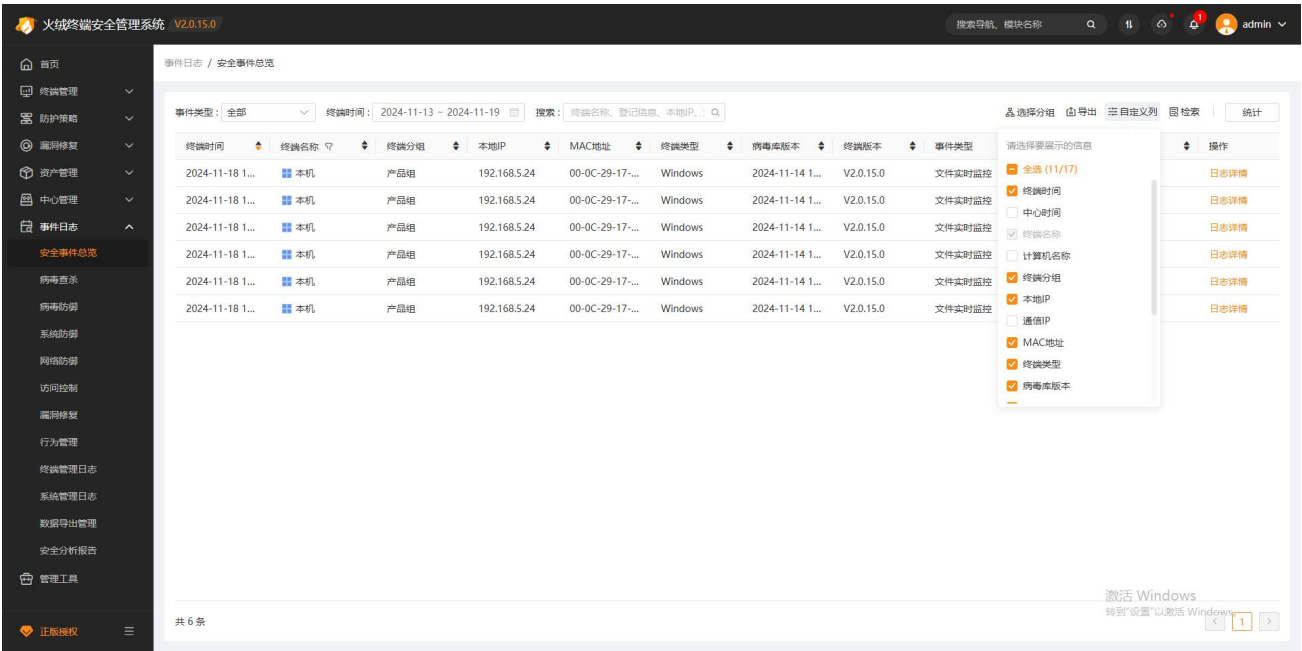 火绒终端安全管理系统 V2.0.15.0
搜索导航、模块名称
1
admin
首页
终端管理
防护策略
漏洞修复
资产管理
中心管理
事件日志
安全事件总览
病毒查杀
病毒防御
系统防御
网络防御
访问控制
漏洞修复
行为管理
终端管理日志
系统管理日志
数据导出管理
安全分析报告
管理工具
正版授权
事件日志 / 安全事件总览
事件类型： 全部 终端时间： 2024-11-13 ~ 2024-11-19 搜索： 终端名称、登记信息、本地IP、 选择分组 导出 自定义列 检索 统计
终端时间 终端名称 终端分组 本地IP MAC地址 终端类型 病毒库版本 终端版本 事件类型 操作
2024-11-18 1... 本机 产品组 192.168.5.24 00-0C-29-17-... Windows 2024-11-14 1... V2.0.15.0 文件实时监控 日志详情
2024-11-18 1... 本机 产品组 192.168.5.24 00-0C-29-17-... Windows 2024-11-14 1... V2.0.15.0 文件实时监控 日志详情
2024-11-18 1... 本机 产品组 192.168.5.24 00-0C-29-17-... Windows 2024-11-14 1... V2.0.15.0 文件实时监控 日志详情
2024-11-18 1... 本机 产品组 192.168.5.24 00-0C-29-17-... Windows 2024-11-14 1... V2.0.15.0 文件实时监控 日志详情
2024-11-18 1... 本机 产品组 192.168.5.24 00-0C-29-17-... Windows 2024-11-14 1... V2.0.15.0 文件实时监控 日志详情
2024-11-18 1... 本机 产品组 192.168.5.24 00-0C-29-17-... Windows 2024-11-14 1... V2.0.15.0 文件实时监控 日志详情
请选择要展示的信息
全选 (11/17)
终端时间
中心时间
终端名称
计算机名称
终端分组
本地IP
通信IP
MAC地址
终端类型
病毒库版本
共 6 条
激活 Windows
转到"设置"以激活 Windows。
1